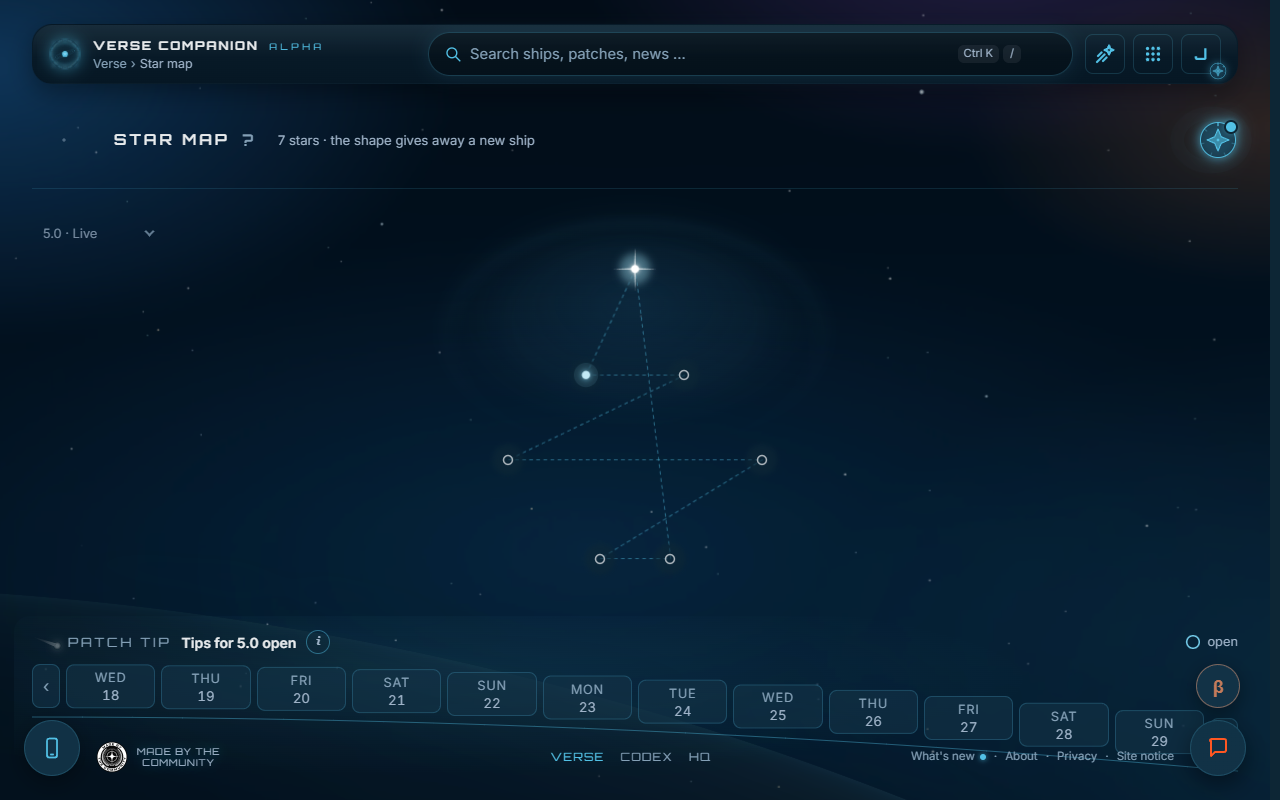 VERSE COMPANION ALPHA
Verse › Star map
Search ships, patches, news ...
Ctrl K /
STAR MAP ?
7 stars · the shape gives away a new ship
5.0 · Live
PATCH TIP Tips for 5.0 open i
open
‹
WED 18
THU 19
FRI 20
SAT 21
SUN 22
MON 23
TUE 24
WED 25
THU 26
FRI 27
SAT 28
SUN 29
β
MADE BY THE
COMMUNITY
VERSE CODEX HQ
What's new · About · Privacy · Site notice